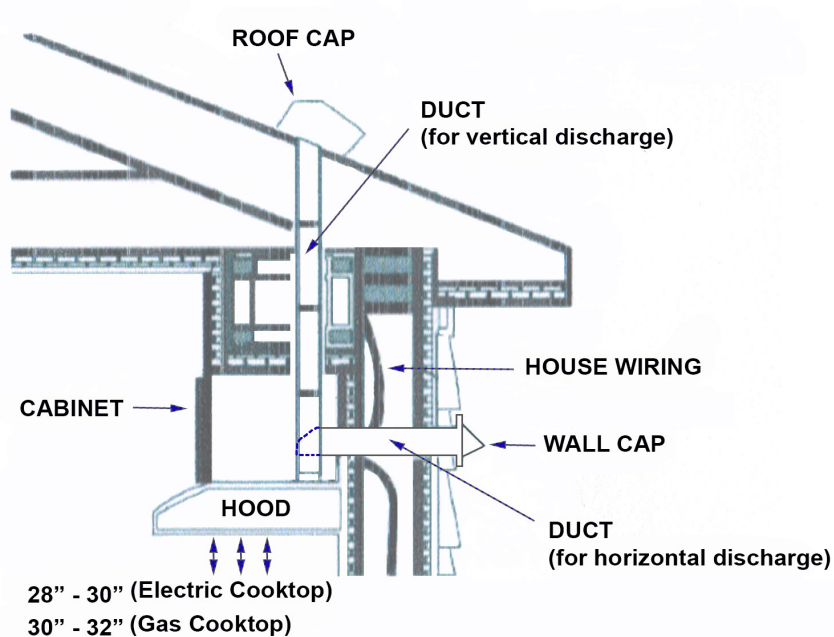 ROOF CAP
DUCT
(for vertical discharge)
HOUSE WIRING
CABINET
WALL CAP
HOOD
DUCT
(for horizontal discharge)
28” - 30” (Electric Cooktop)
30” - 32” (Gas Cooktop)